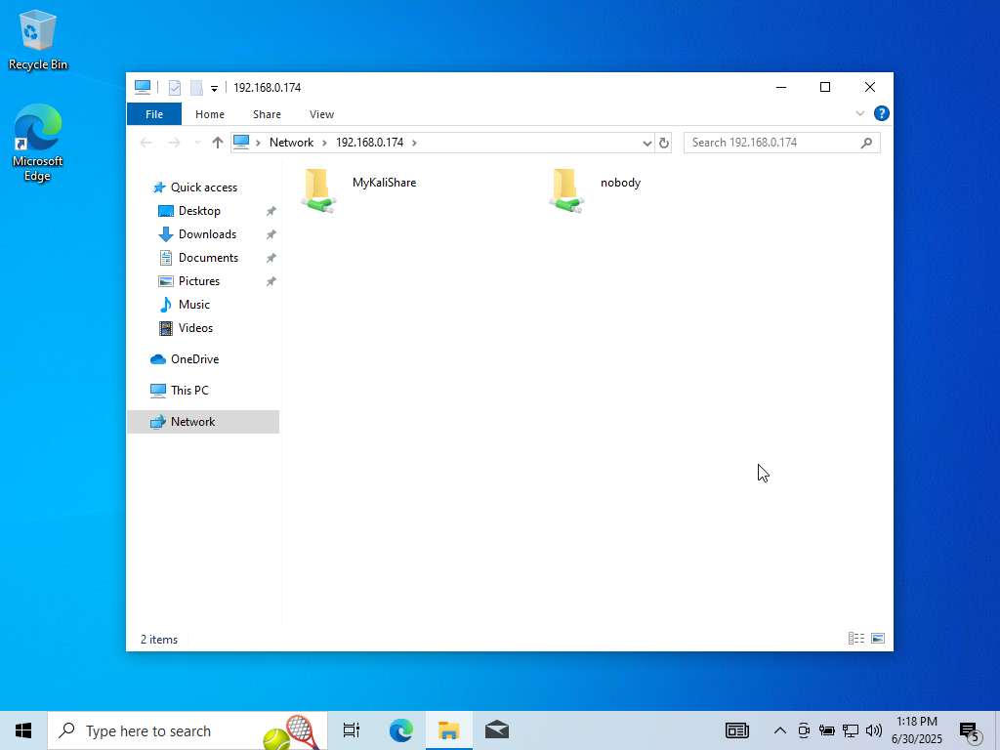 Recycle Bin
Microsoft
Edge
192.168.0.174
File
Home
Share
View
Network
192.168.0.174
Search 192.168.0.174
Quick access
Desktop
Downloads
Documents
Pictures
Music
Videos
OneDrive
This PC
Network
MyKaliShare
nobody
2 items
Type here to search
1:18 PM
6/30/2025
5